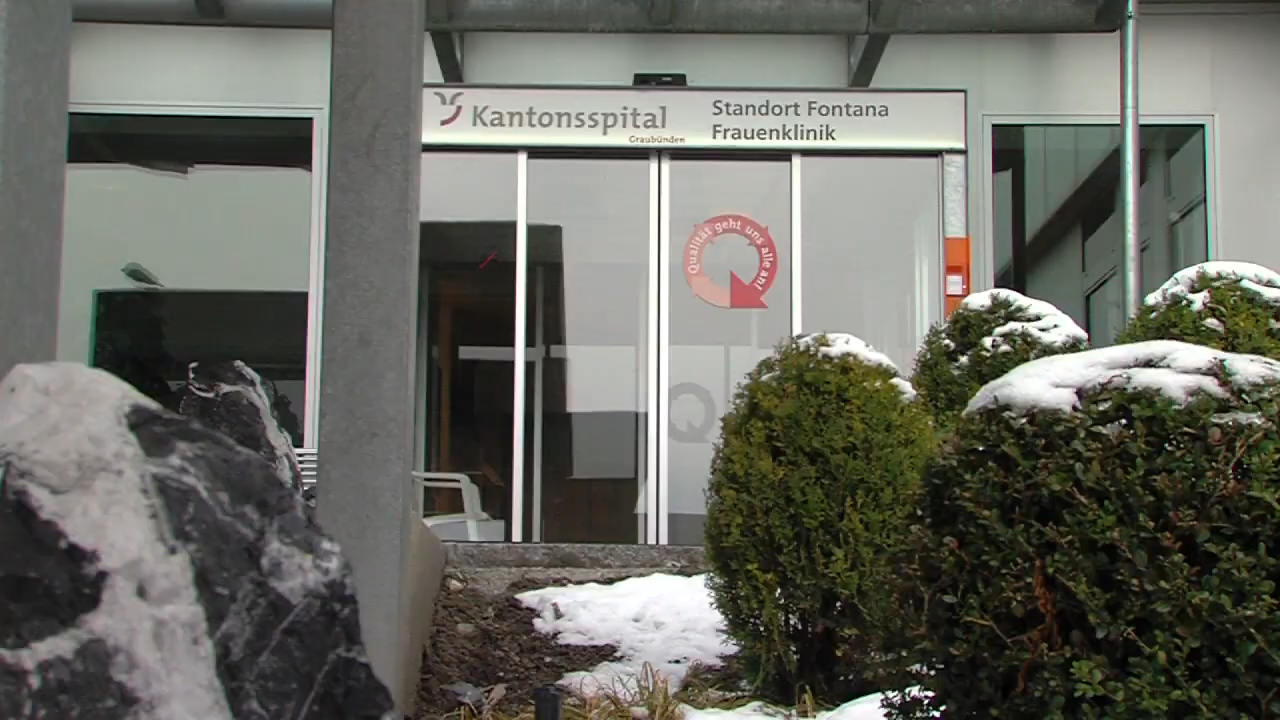 Kantonsspital
Graubünden
Standort Fontana
Frauenklinik
Qualität geht uns alle an!